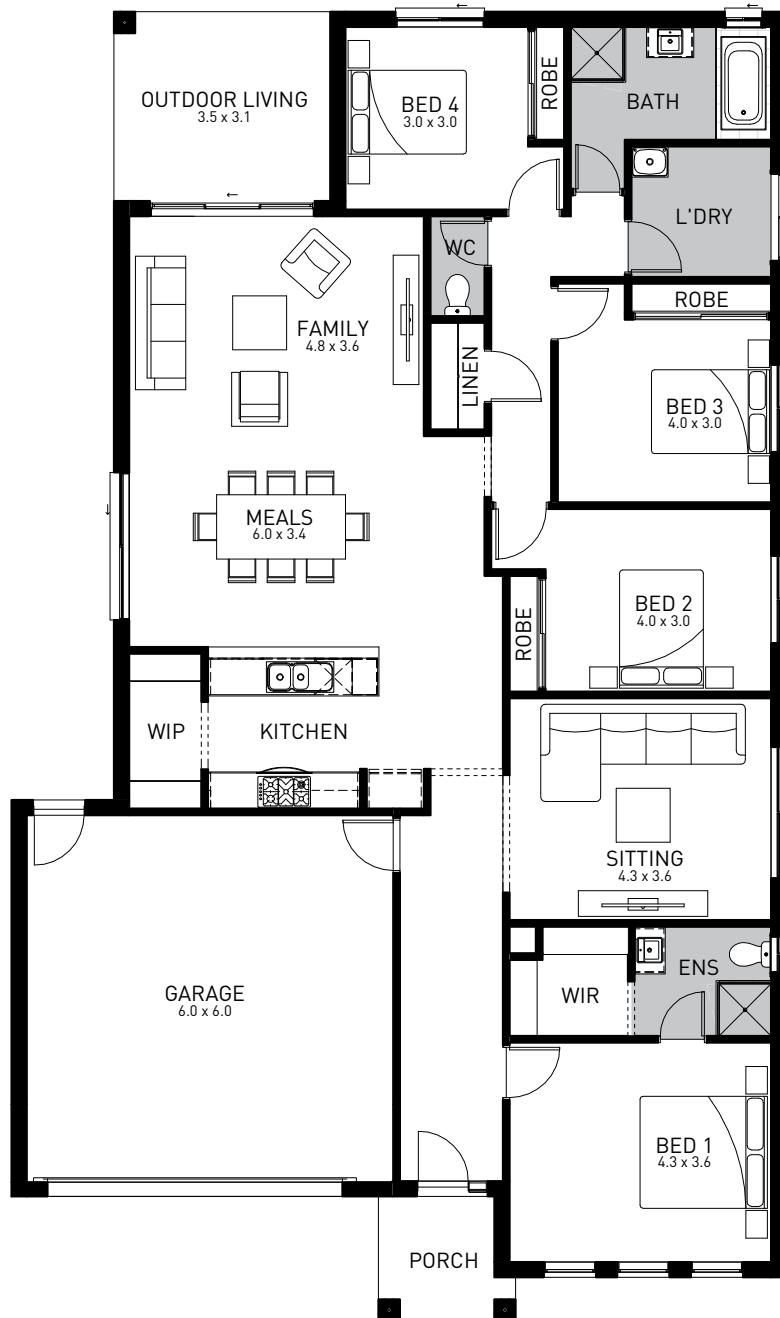 OUTDOOR LIVING
3.5 x 3.1
BED 4
3.0 x 3.0
ROBE
BATH
L'DRY
WC
FAMILY
4.8 x 3.6
LINEN
ROBE
BED 3
4.0 x 3.0
MEALS
6.0 x 3.4
ROBE
BED 2
4.0 x 3.0
WIP
KITCHEN
SITTING
4.3 x 3.6
GARAGE
6.0 x 6.0
WIR
ENS
BED 1
4.3 x 3.6
PORCH